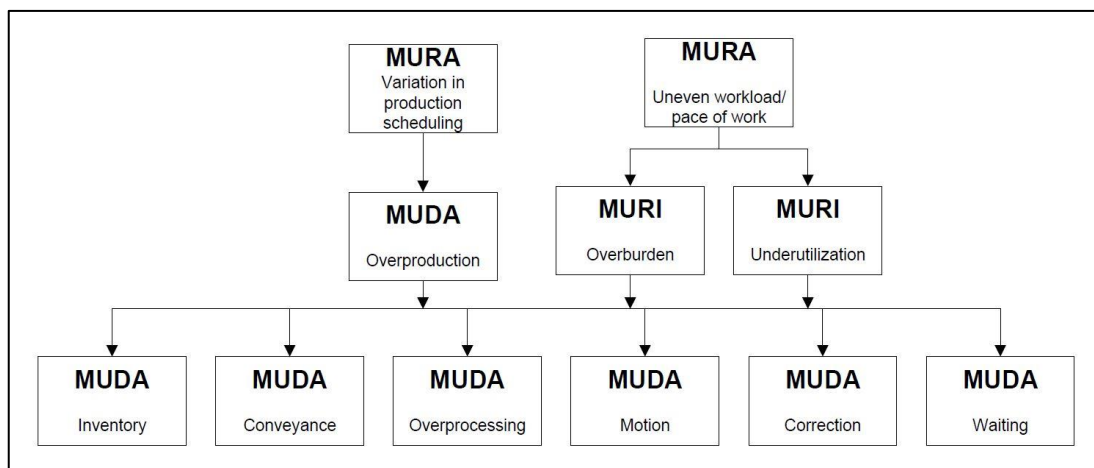 MURA
Variation in
production
scheduling
MURA
Uneven workload/
pace of work
MUDA
Overproduction
MURI
Overburden
MURI
Underutilization
MUDA
Inventory
MUDA
Conveyance
MUDA
Overprocessing
MUDA
Motion
MUDA
Correction
MUDA
Waiting